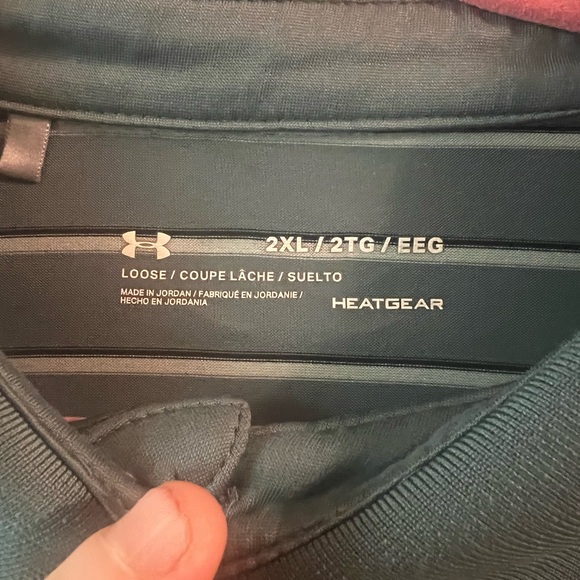 2XL / 2TG / EEG
LOOSE / COUPE LÂCHE / SUELTO
MADE IN JORDAN / FABRIQUÉ EN JORDANIE /
HECHO EN JORDANIA
HEATGEAR